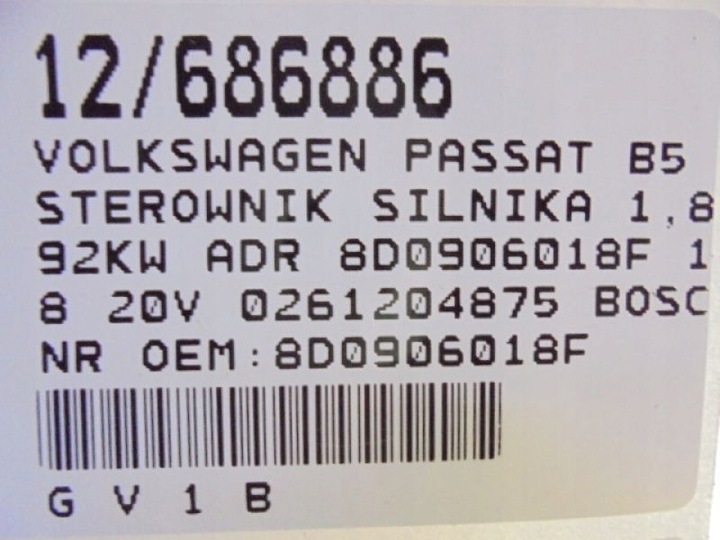 12/686886
VOLKSWAGEN PASSAT B5
STEROWNIK SILNIKA 1,8
92KW ADR 8D0906018F 1
8 20V 0261204875 BOSC
NR OEM:8D0906018F
G V 1 B